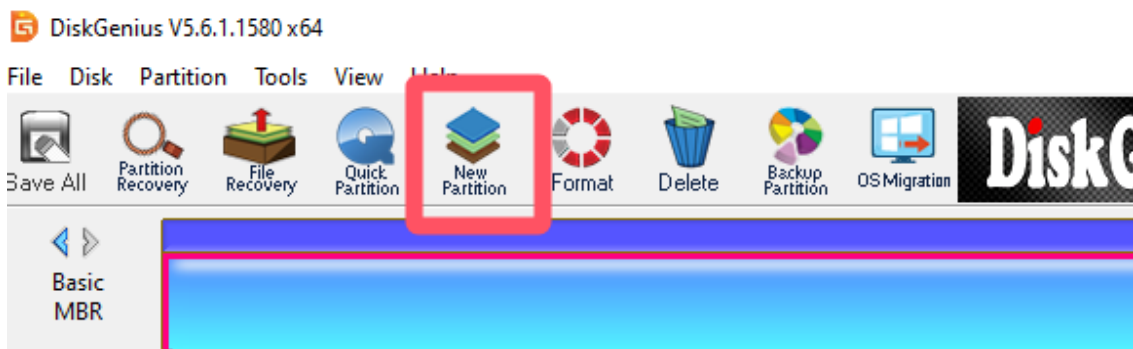 DiskGenius V5.6.1.1580 x64
File Disk Partition Tools View Help
Save All
Partition
Recovery
File
Recovery
Quick
Partition
New
Partition
Format
Delete
Backup
Partition
OS Migration
Basic
MBR